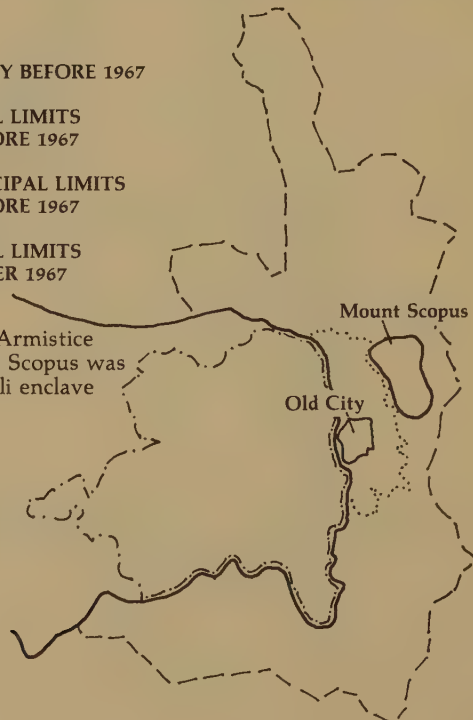 Y BEFORE 1967
L LIMITS
ORE 1967
CIPAL LIMITS
ORE 1967
L LIMITS
ER 1967
Armistice
Scopus was
li enclave
Mount Scopus
Old City